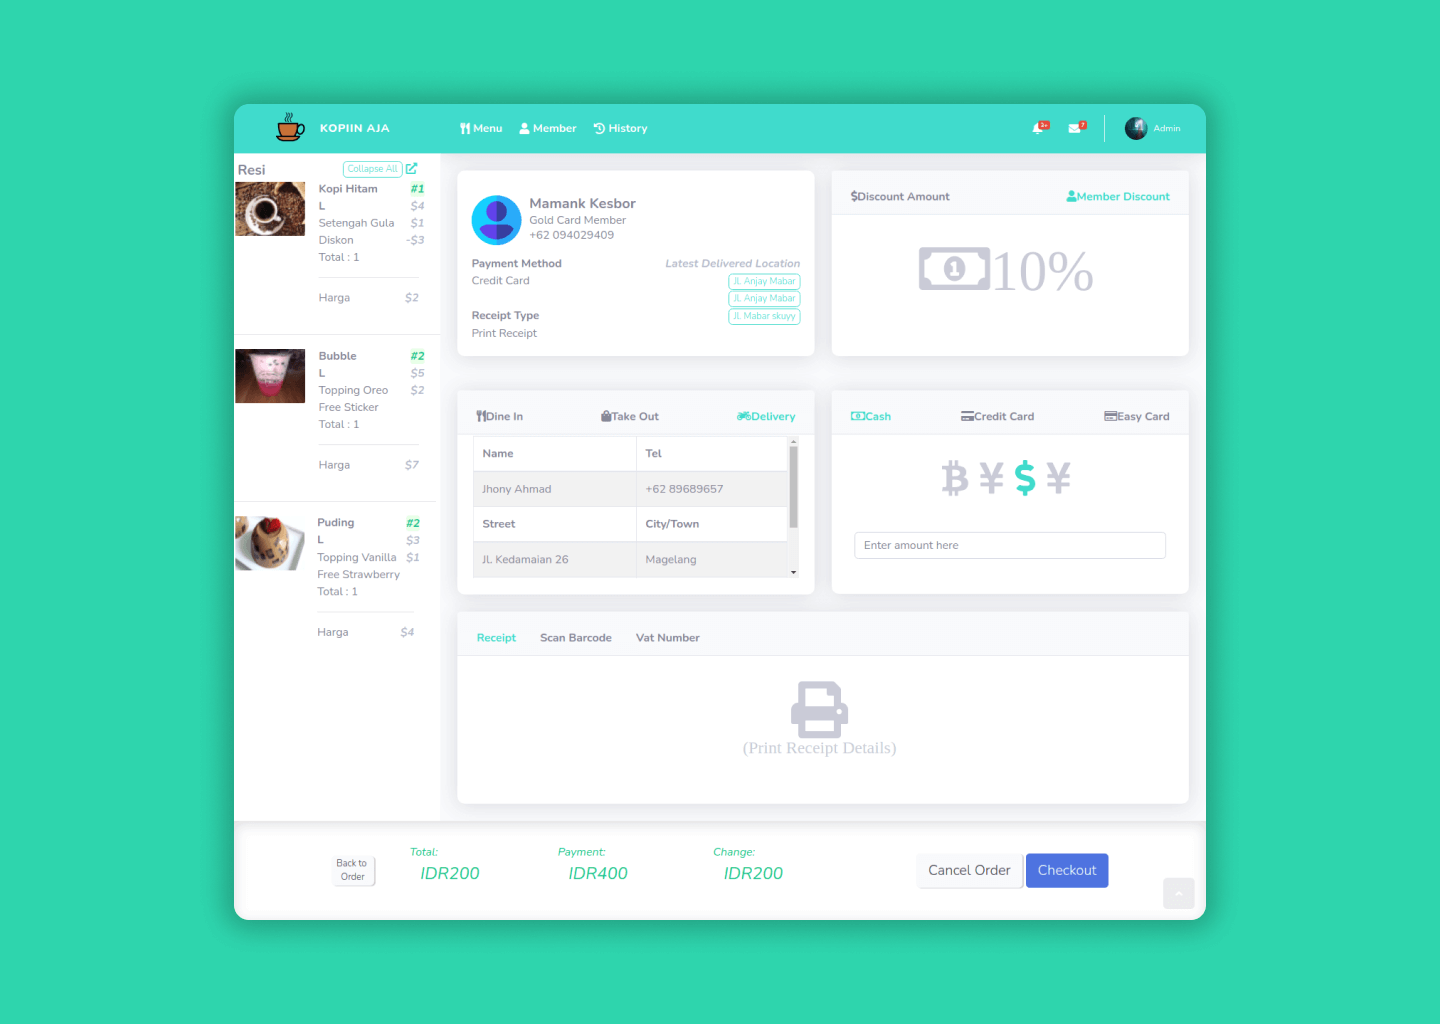 KOPIIN AJA
Menu
Member
History
3+
7
Admin
Resi
Collapse All
Kopi Hitam #1
L $4
Setengah Gula $1
Diskon -$3
Total : 1
Harga $2
Bubble #2
L $5
Topping Oreo $2
Free Sticker
Total : 1
Harga $7
Puding #2
L $3
Topping Vanilla $1
Free Strawberry
Total : 1
Harga $4
Mamank Kesbor
Gold Card Member
+62 094029409
Payment Method
Credit Card
Receipt Type
Print Receipt
Latest Delivered Location
Jl. Anjay Mabar
Jl. Anjay Mabar
Jl. Mabar skuyy
$Discount Amount
Member Discount
1 10%
Dine In
Take Out
Delivery
Name Tel
Jhony Ahmad +62 89689657
Street City/Town
Jl. Kedamaian 26 Magelang
Cash
Credit Card
Easy Card
₿ ¥ $ ¥
Enter amount here
Receipt
Scan Barcode
Vat Number
(Print Receipt Details)
Back to
Order
Total:
IDR200
Payment:
IDR400
Change:
IDR200
Cancel Order
Checkout